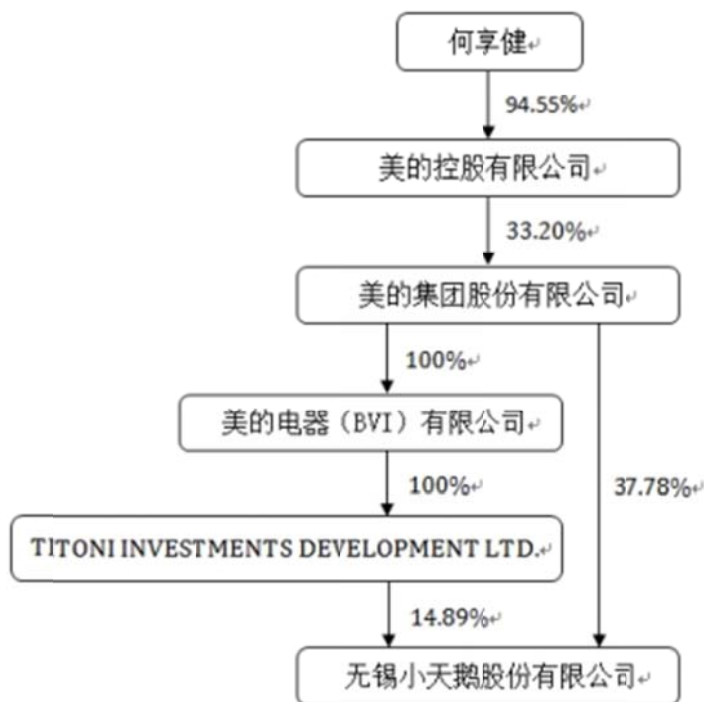 何享健
94.55%
美的控股有限公司
33.20%
美的集团股份有限公司
100%
美的电器（BVI）有限公司
100%
37.78%
TITONI INVESTMENTS DEVELOPMENT LTD.
14.89%
无锡小天鹅股份有限公司